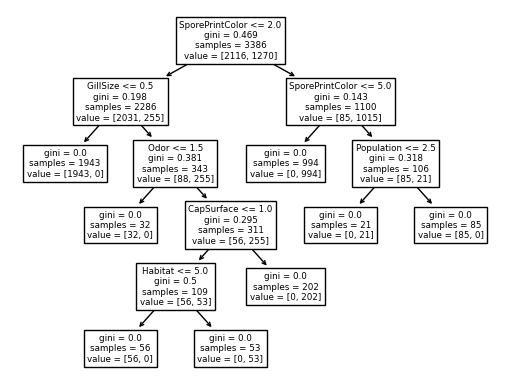 SporePrintColor <= 2.0
gini = 0.469
samples = 3386
value = [2116, 1270]
GillSize <= 0.5
gini = 0.198
samples = 2286
value = [2031, 255]
SporePrintColor <= 5.0
gini = 0.143
samples = 1100
value = [85, 1015]
gini = 0.0
samples = 1943
value = [1943, 0]
Odor <= 1.5
gini = 0.381
samples = 343
value = [88, 255]
gini = 0.0
samples = 994
value = [0, 994]
Population <= 2.5
gini = 0.318
samples = 106
value = [85, 21]
gini = 0.0
samples = 32
value = [32, 0]
CapSurface <= 1.0
gini = 0.295
samples = 311
value = [56, 255]
gini = 0.0
samples = 21
value = [0, 21]
gini = 0.0
samples = 85
value = [85, 0]
Habitat <= 5.0
gini = 0.5
samples = 109
value = [56, 53]
gini = 0.0
samples = 202
value = [0, 202]
gini = 0.0
samples = 56
value = [56, 0]
gini = 0.0
samples = 53
value = [0, 53]